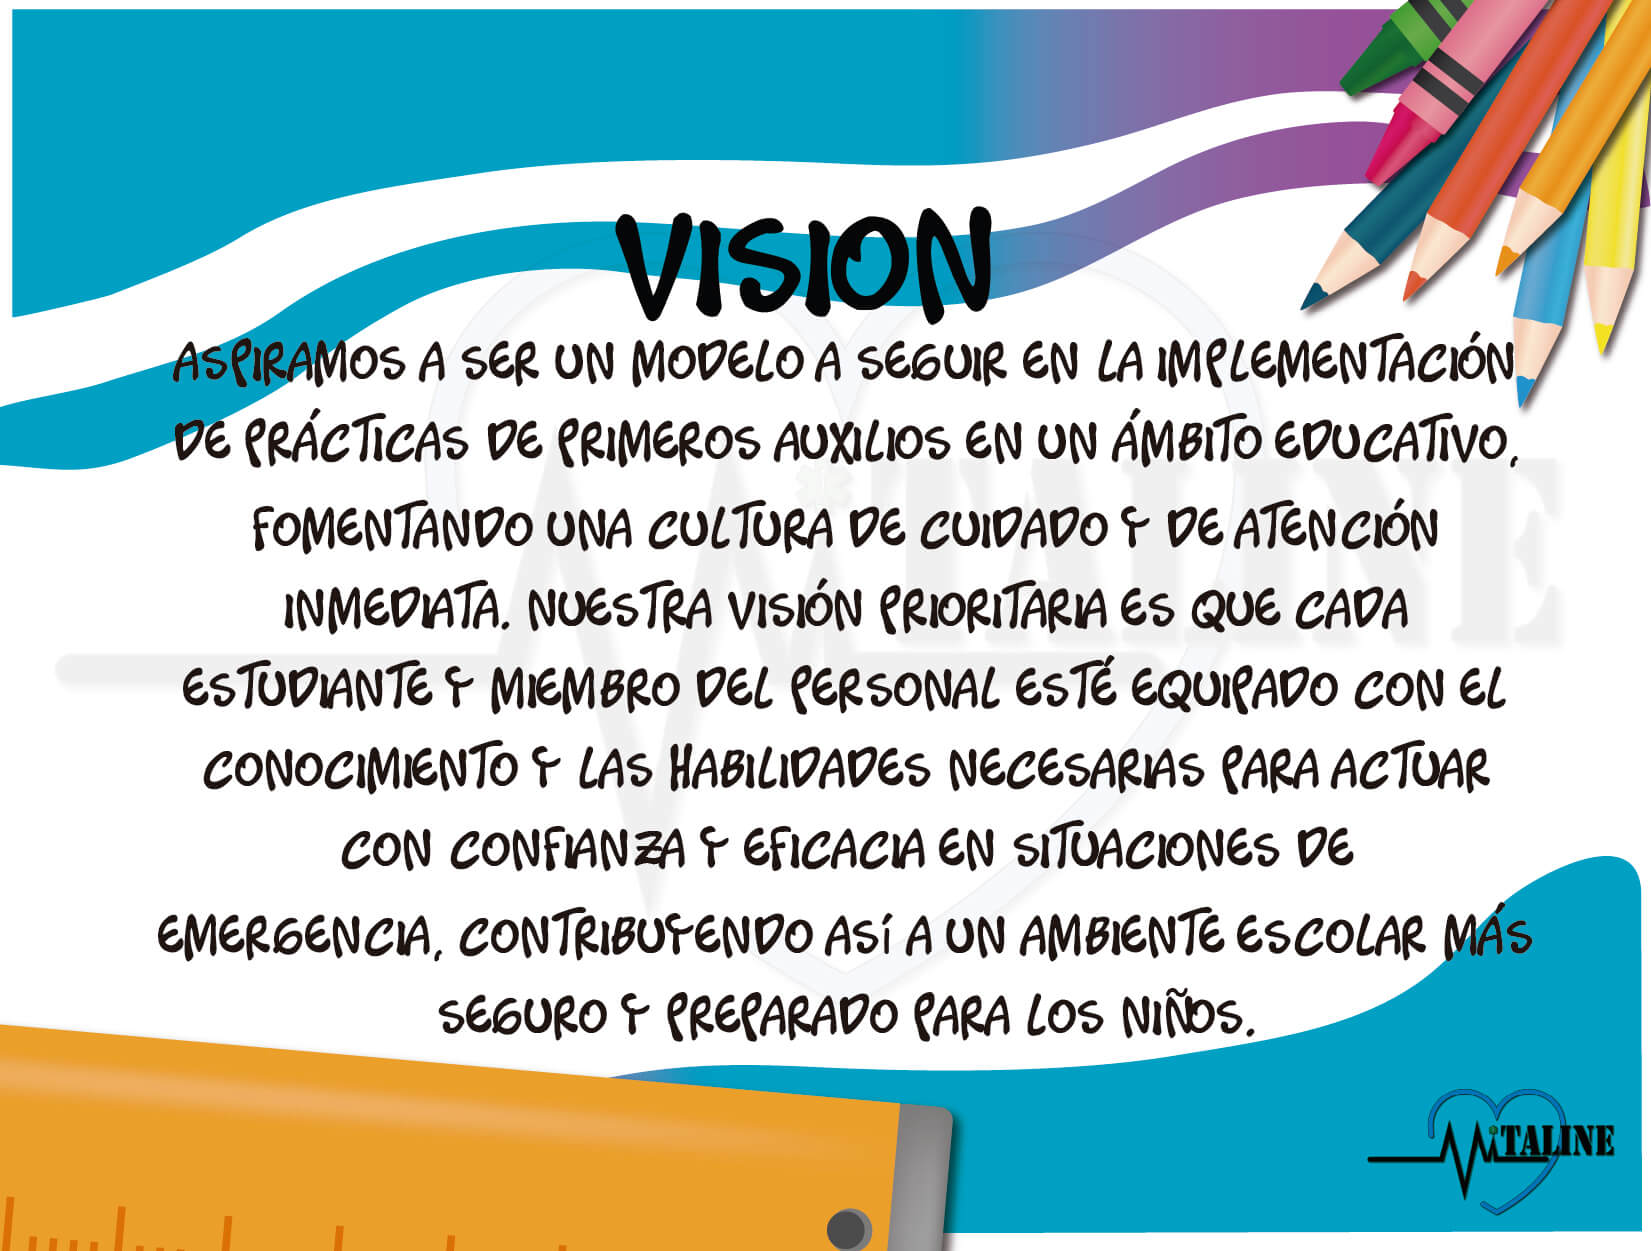 VISION
ASPIRAMOS A SER UN MODELO A SEGUIR EN LA IMPLEMENTACIÓN
DE PRÁCTICAS DE PRIMEROS AUXILIOS EN UN ÁMBITO EDUCATIVO,
FOMENTANDO UNA CULTURA DE CUIDADO Y DE ATENCIÓN
INMEDIATA. NUESTRA VISIÓN PRIORITARIA ES QUE CADA
ESTUDIANTE Y MIEMBRO DEL PERSONAL ESTÉ EQUIPADO CON EL
CONOCIMIENTO Y LAS HABILIDADES NECESARIAS PARA ACTUAR
CON CONFIANZA Y EFICACIA EN SITUACIONES DE
EMERGENCIA, CONTRIBUYENDO ASÍ A UN AMBIENTE ESCOLAR MÁS
SEGURO Y PREPARADO PARA LOS NIÑOS.
VITALINE